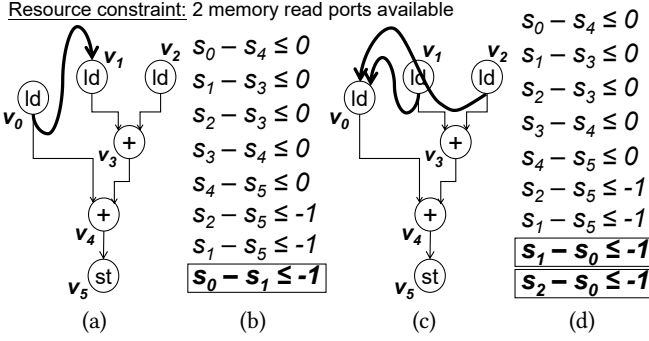 Resource constraint: 2 memory read ports available
ld
v0
ld
v1
ld
v2
+
v3
+
v4
st
v5
(a)
s0 – s4 ≤ 0
s1 – s3 ≤ 0
s2 – s3 ≤ 0
s3 – s4 ≤ 0
s4 – s5 ≤ 0
s2 – s5 ≤ -1
s1 – s5 ≤ -1
s0 – s1 ≤ -1
(b)
ld
v0
ld
v1
ld
v2
+
v3
+
v4
st
v5
(c)
s0 – s4 ≤ 0
s1 – s3 ≤ 0
s2 – s3 ≤ 0
s3 – s4 ≤ 0
s4 – s5 ≤ 0
s2 – s5 ≤ -1
s1 – s5 ≤ -1
s1 – s0 ≤ -1
s2 – s0 ≤ -1
(d)